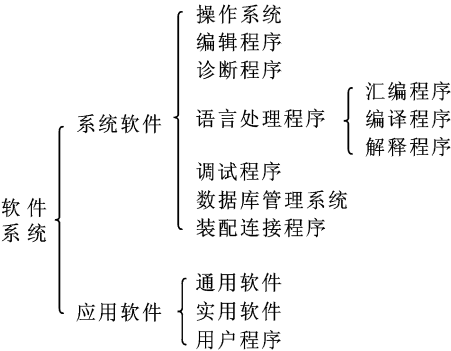 操作系统
编辑程序
诊断程序
汇编程序
系统软件
语言处理程序
编译程序
解释程序
调试程序
软件
系统
数据库管理系统
装配连接程序
通用软件
应用软件
实用软件
用户程序